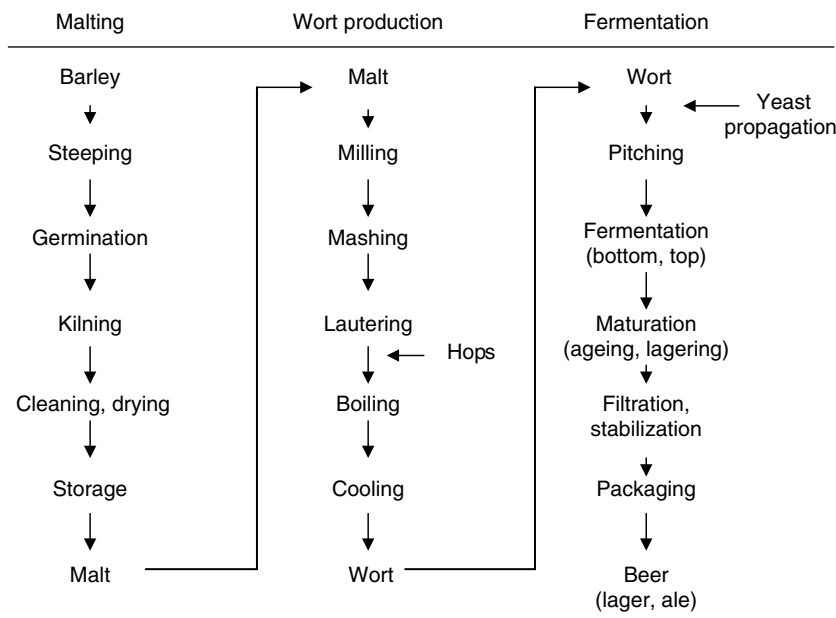 Malting
Wort production
Fermentation
Barley
Steeping
Germination
Kilning
Cleaning, drying
Storage
Malt
Malt
Milling
Mashing
Lautering
Hops
Boiling
Cooling
Wort
Wort
Yeast
propagation
Pitching
Fermentation
(bottom, top)
Maturation
(ageing, lagering)
Filtration,
stabilization
Packaging
Beer
(lager, ale)